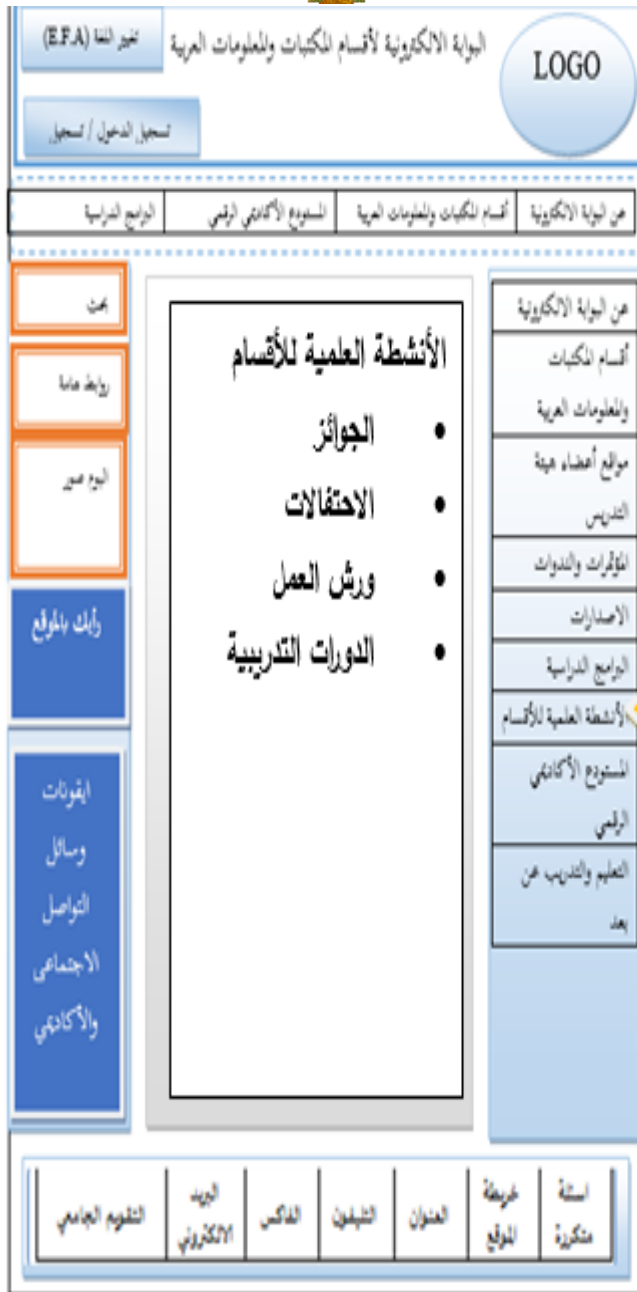 LOGO
البوابة الالكترونية لأقسام المكتبات والمعلومات العربية
تغيير اللغة (E.F.A)
تسجيل الدخول / تسجيل
عن البوابة الالكترونية
أقسام المكتبات والمعلومات العربية
المستودع الأكاديمي الرقمي
البرامج الدراسية
عن البوابة الالكترونية
أقسام المكتبات
والمعلومات العربية
مواقع أعضاء هيئة
التدريس
المؤتمرات والندوات
الاصدارات
البرامج الدراسية
الأنشطة العلمية للأقسام
المستودع الأكاديمي
الرقمي
التعليم والتدريب عن
بعد
الأنشطة العلمية للأقسام
• الجوائز
• الاحتفالات
• ورش العمل
• الدورات التدريبية
بحث
روابط هامة
البوم صور
رأيك بالموقع
ايقونات
وسائل
التواصل
الاجتماعى
والأكاديمي
اسئلة
متكررة
خريطة
الموقع
العنوان
التليفون
الفاكس
البريد
الالكتروني
التقويم الجامعي